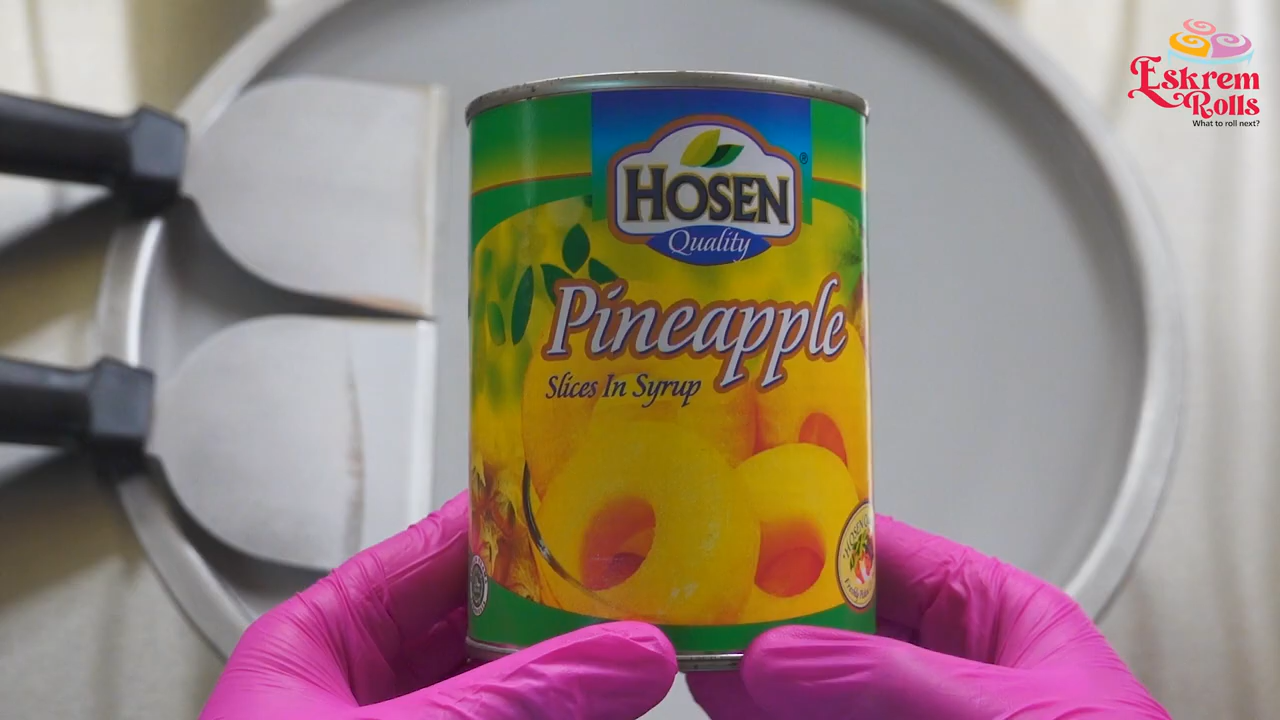 Eskrem
Rolls
What to roll next?
HOSEN
®
Quality
Pineapple
Slices In Syrup